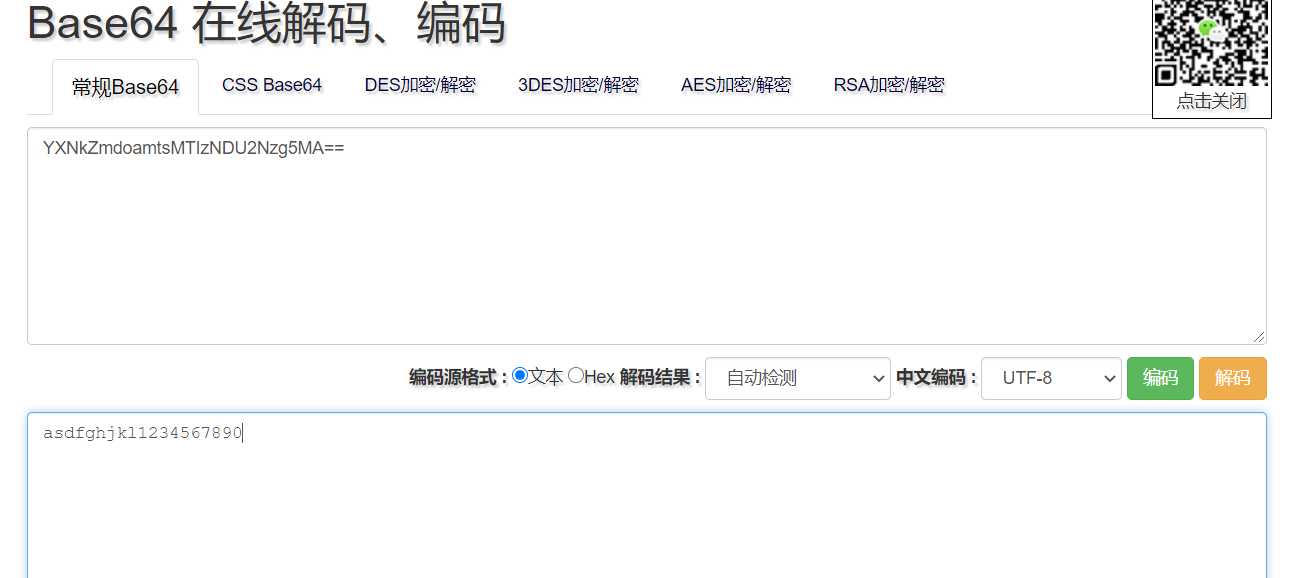 Base64 在线解码、编码
点击关闭
常规Base64 CSS Base64 DES加密/解密 3DES加密/解密 AES加密/解密 RSA加密/解密
YXNkZmdoamtsMTIzNDU2Nzg5MA==
编码源格式 : 文本 Hex 解码结果 : 自动检测 中文编码 : UTF-8 编码 解码
asdfghjkl1234567890